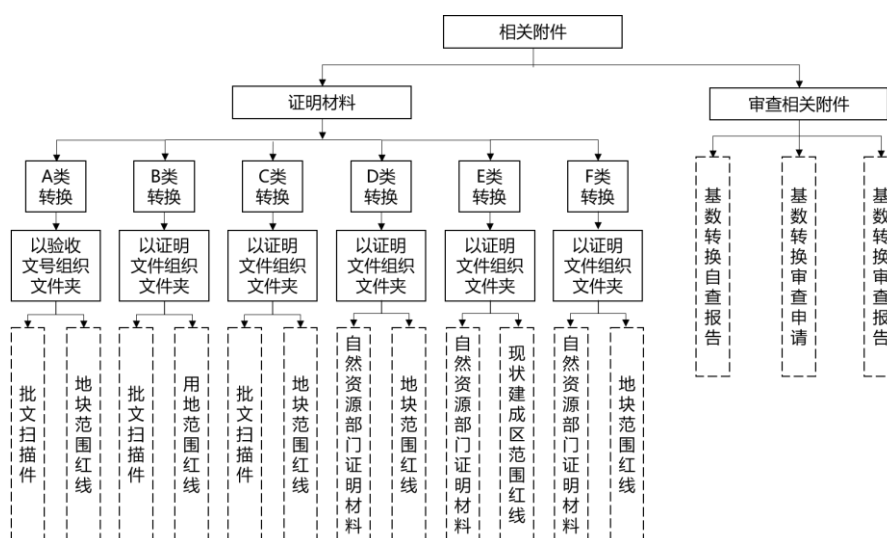 相关附件
证明材料
审查相关附件
A类
转换
B类
转换
C类
转换
D类
转换
E类
转换
F类
转换
以验收
文号组织
文件夹
以证明
文件组织
文件夹
以证明
文件组织
文件夹
以证明
文件组织
文件夹
以证明
文件组织
文件夹
以证明
文件组织
文件夹
批文扫描件
地块范围红线
批文扫描件
用地范围红线
批文扫描件
地块范围红线
自然资源部门证明材料
地块范围红线
自然资源部门证明材料
现状建成区范围红线
自然资源部门证明材料
地块范围红线
基数转换自查报告
基数转换审查申请
基数转换审查报告